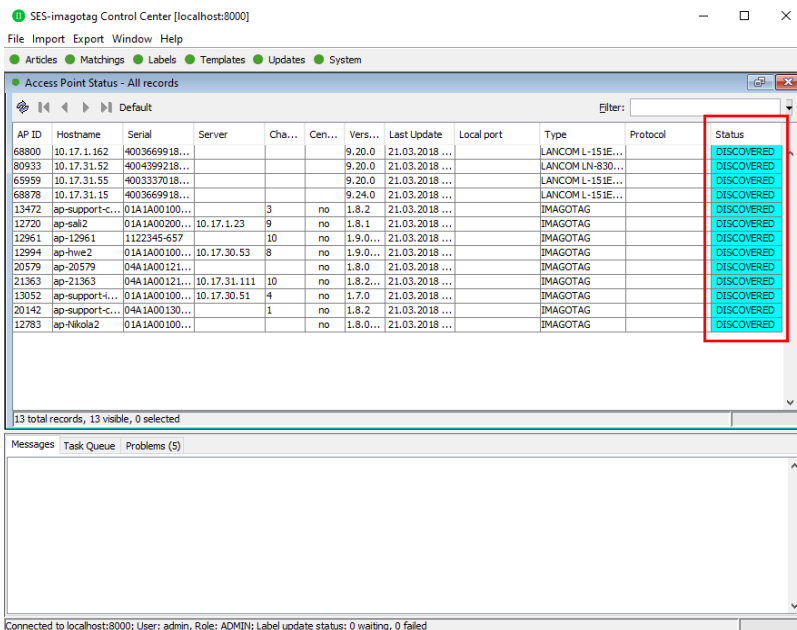 SES-imagotag Control Center [localhost:8000]
File Import Export Window Help
Articles Matchings Labels Templates Updates System
Access Point Status - All records
Default Filter:
AP ID Hostname Serial Server Cha... Cen... Vers... Last Update Local port Type Protocol Status
68800 10.17.1.162 4003669918... 9.20.0 21.03.2018 ... LANCOM L-151E... DISCOVERED
80933 10.17.31.52 4004399218... 9.20.0 21.03.2018 ... LANCOM LN-830... DISCOVERED
65959 10.17.31.55 4003337018... 9.20.0 21.03.2018 ... LANCOM L-151E... DISCOVERED
68878 10.17.31.15 4003669918... 9.24.0 21.03.2018 ... LANCOM L-151E... DISCOVERED
13472 ap-support-c... 01A1A00100... 3 no 1.8.2 21.03.2018 ... IMAGOTAG DISCOVERED
12720 ap-sali2 01A1A00200... 10.17.1.23 9 no 1.8.1 21.03.2018 ... IMAGOTAG DISCOVERED
12961 ap-12961 1122345-657 10 no 1.9.0... 21.03.2018 ... IMAGOTAG DISCOVERED
12994 ap-hwe2 01A1A00100... 10.17.30.53 8 no 1.9.0... 21.03.2018 ... IMAGOTAG DISCOVERED
20579 ap-20579 04A1A00121... no 1.8.0 21.03.2018 ... IMAGOTAG DISCOVERED
21363 ap-21363 04A1A00121... 10.17.31.111 10 no 1.8.2... 21.03.2018 ... IMAGOTAG DISCOVERED
13052 ap-support-i... 01A1A00100... 10.17.30.51 4 no 1.7.0 21.03.2018 ... IMAGOTAG DISCOVERED
20142 ap-support-c... 04A1A00130... 1 no 1.8.2 21.03.2018 ... IMAGOTAG DISCOVERED
12783 ap-Nikola2 01A1A00100... no 1.8.0... 21.03.2018 ... IMAGOTAG DISCOVERED
13 total records, 13 visible, 0 selected
Messages Task Queue Problems (5)
Connected to localhost:8000; User: admin, Role: ADMIN; Label update status: 0 waiting, 0 failed